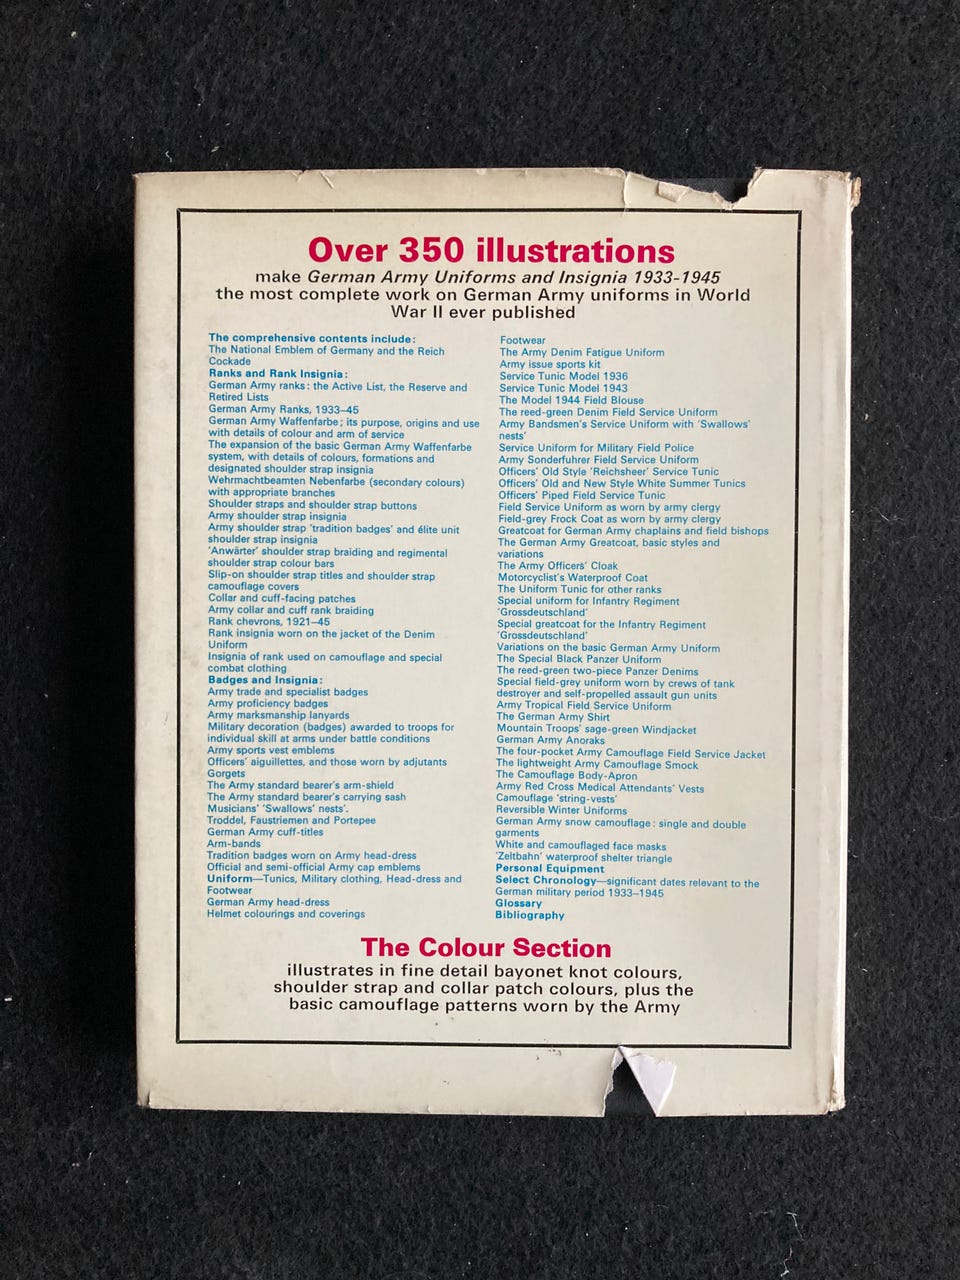 Over 350 illustrations
make German Army Uniforms and Insignia 1933-1945
the most complete work on German Army uniforms in World
War II ever published
The comprehensive contents include:
The National Emblem of Germany and the Reich
Cockade
Ranks and Rank Insignia:
German Army ranks: the Active List, the Reserve and
Retired Lists
German Army Ranks, 1933–45
German Army Waffenfarbe; its purpose, origins and use
with details of colour and arm of service
The expansion of the basic German Army Waffenfarbe
system, with details of colours, formations and
designated shoulder strap insignia
Wehrmachtbeamten Nebenfarbe (secondary colours)
with appropriate branches
Shoulder straps and shoulder strap buttons
Army shoulder strap insignia
Army shoulder strap 'tradition badges' and élite unit
shoulder strap insignia
'Anwärter' shoulder strap braiding and regimental
shoulder strap colour bars
Slip-on shoulder strap titles and shoulder strap
camouflage covers
Collar and cuff-facing patches
Army collar and cuff rank braiding
Rank chevrons, 1921–45
Rank insignia worn on the jacket of the Denim
Uniform
Insignia of rank used on camouflage and special
combat clothing
Badges and Insignia:
Army trade and specialist badges
Army proficiency badges
Army marksmanship lanyards
Military decoration (badges) awarded to troops for
individual skill at arms under battle conditions
Army sports vest emblems
Officers' aiguillettes, and those worn by adjutants
Gorgets
The Army standard bearer's arm-shield
The Army standard bearer's carrying sash
Musicians' 'Swallows' nests'.
Troddel, Faustriemen and Portepee
German Army cuff-titles
Arm-bands
Tradition badges worn on Army head-dress
Official and semi-official Army cap emblems
Uniform—Tunics, Military clothing, Head-dress and
Footwear
German Army head-dress
Helmet colourings and coverings
Footwear
The Army Denim Fatigue Uniform
Army issue sports kit
Service Tunic Model 1936
Service Tunic Model 1943
The Model 1944 Field Blouse
The reed-green Denim Field Service Uniform
Army Bandsmen's Service Uniform with 'Swallows'
nests'
Service Uniform for Military Field Police
Army Sonderfuhrer Field Service Uniform
Officers' Old Style 'Reichsheer' Service Tunic
Officers' Old and New Style White Summer Tunics
Officers' Piped Field Service Tunic
Field Service Uniform as worn by army clergy
Field-grey Frock Coat as worn by army clergy
Greatcoat for German Army chaplains and field bishops
The German Army Greatcoat, basic styles and
variations
The Army Officers' Cloak
Motorcyclist's Waterproof Coat
The Uniform Tunic for other ranks
Special uniform for Infantry Regiment
'Grossdeutschland'
Special greatcoat for the Infantry Regiment
'Grossdeutschland'
Variations on the basic German Army Uniform
The Special Black Panzer Uniform
The reed-green two-piece Panzer Denims
Special field-grey uniform worn by crews of tank
destroyer and self-propelled assault gun units
Army Tropical Field Service Uniform
The German Army Shirt
Mountain Troops' sage-green Windjacket
German Army Anoraks
The four-pocket Army Camouflage Field Service Jacket
The lightweight Army Camouflage Smock
The Camouflage Body-Apron
Army Red Cross Medical Attendants' Vests
Camouflage 'string-vests'
Reversible Winter Uniforms
German Army snow camouflage: single and double
garments
White and camouflaged face masks
'Zeltbahn' waterproof shelter triangle
Personal Equipment
Select Chronology—significant dates relevant to the
German military period 1933–1945
Glossary
Bibliography
The Colour Section
illustrates in fine detail bayonet knot colours,
shoulder strap and collar patch colours, plus the
basic camouflage patterns worn by the Army